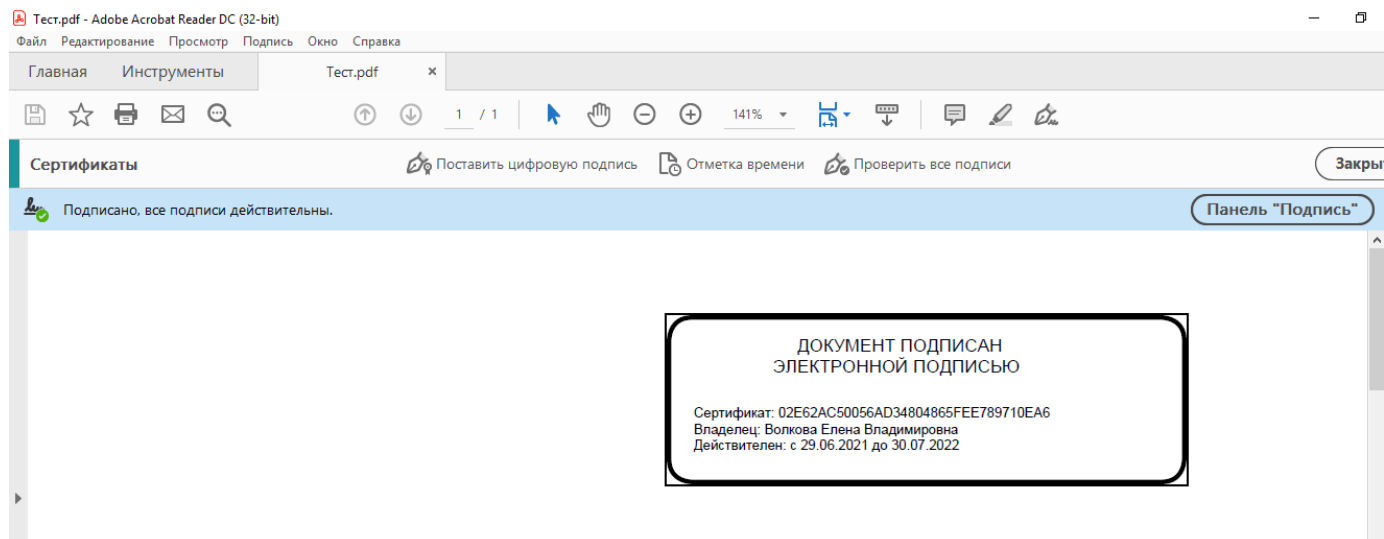 Тест.pdf - Adobe Acrobat Reader DC (32-bit)
Файл Редактирование Просмотр Подпись Окно Справка
Главная Инструменты Тест.pdf ×
1 / 1 141%
Сертификаты Поставить цифровую подпись Отметка времени Проверить все подписи Закры
Подписано, все подписи действительны. Панель "Подпись"
ДОКУМЕНТ ПОДПИСАН
ЭЛЕКТРОННОЙ ПОДПИСЬЮ
Сертификат: 02E62AC50056AD34804865FEE789710EA6
Владелец: Волкова Елена Владимировна
Действителен: с 29.06.2021 до 30.07.2022